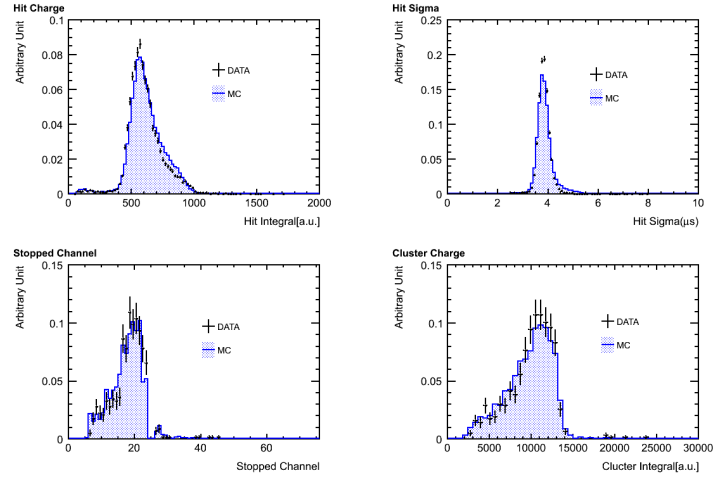 Hit Charge
Arbitrary Unit
0.1
0.08
0.06
0.04
0.02
0
DATA
MC
0 500 1000 1500 2000
Hit Integral[a.u.]
Hit Sigma
Arbitrary Unit
0.25
0.2
0.15
0.1
0.05
0
DATA
MC
0 2 4 6 8 10
Hit Sigma(μs)
Stopped Channel
Arbitrary Unit
0.15
0.1
0.05
0
DATA
MC
0 20 40 60
Stopped Channel
Cluster Charge
Arbitrary Unit
0.15
0.1
0.05
0
DATA
MC
0 5000 10000 15000 20000 25000 30000
Clucter Integral[a.u.]